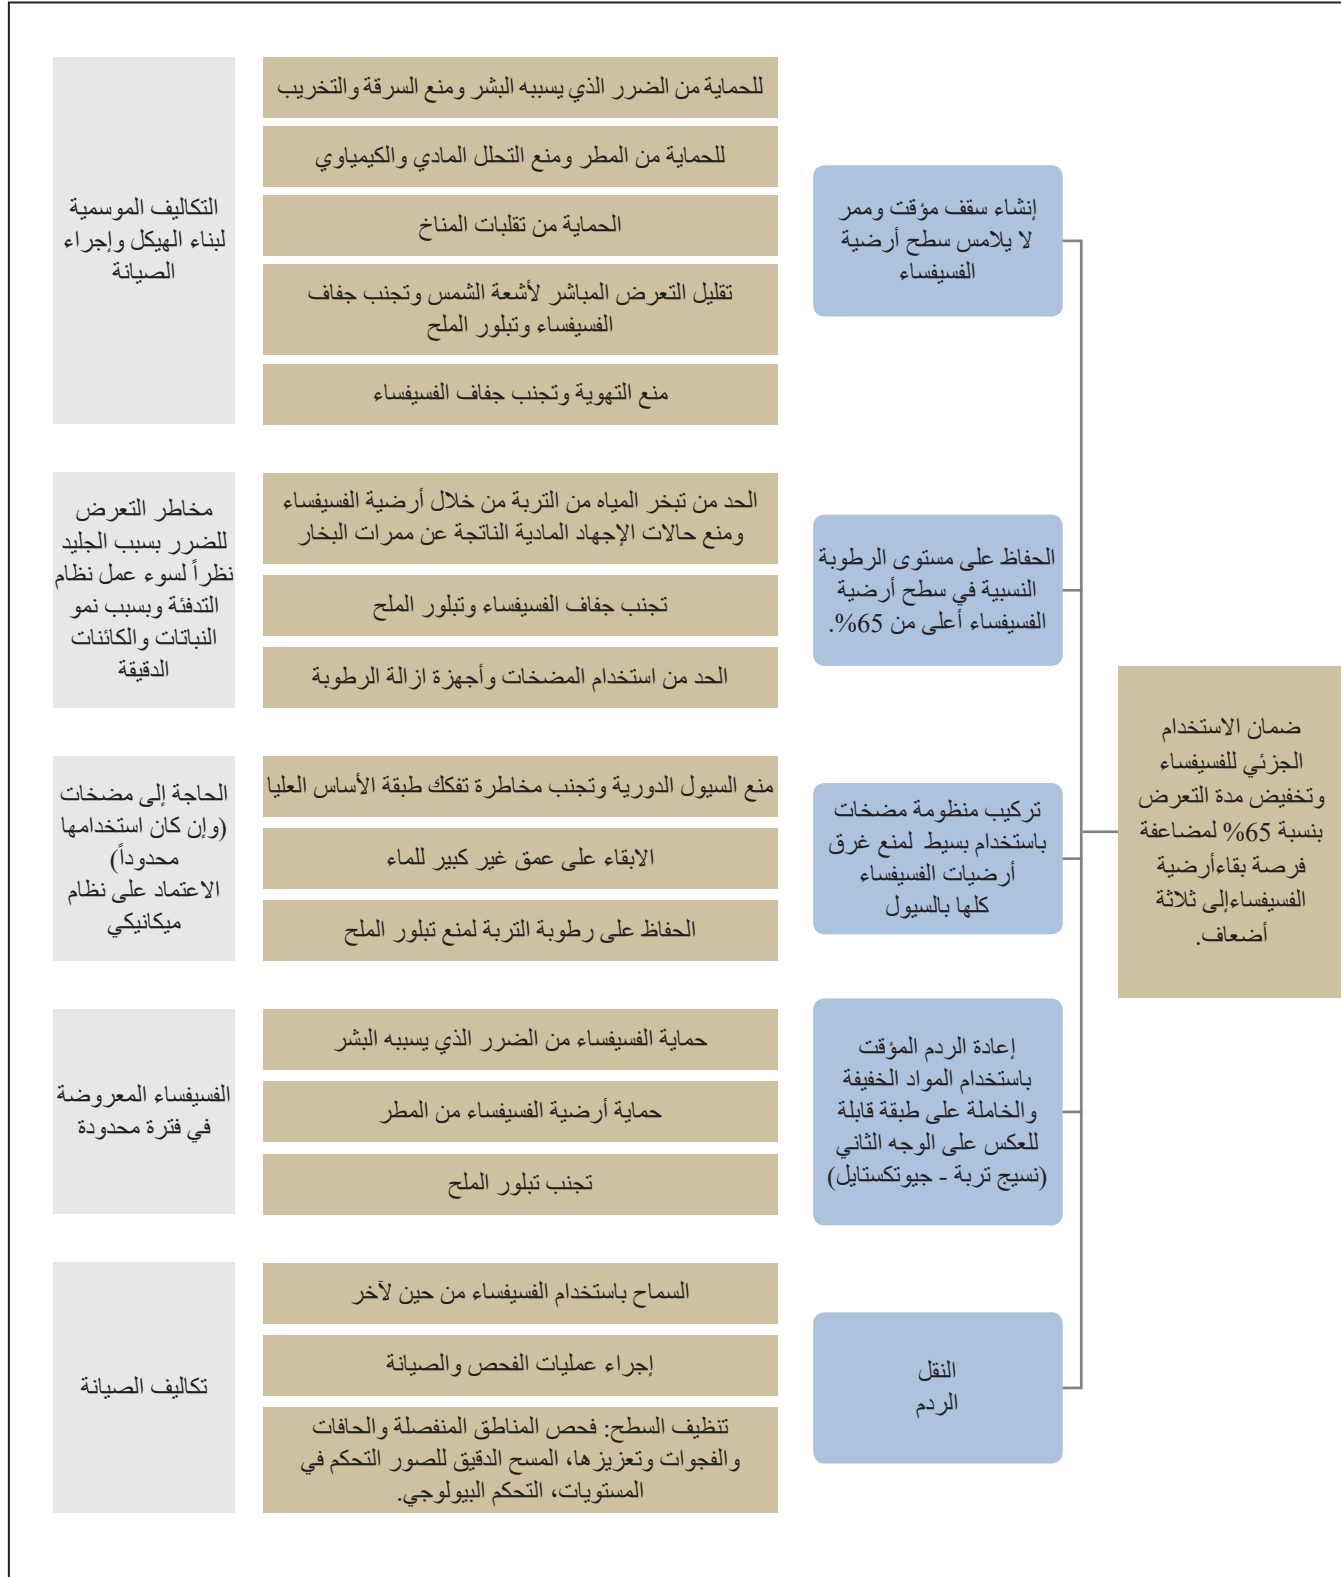 ضمان الاستخدام
الجزئي للفسيفساء
وتخفيض مدة التعرض
بنسبة 65% لمضاعفة
فرصة بقاءأرضية
الفسيفساءإلى ثلاثة
أضعاف.
إنشاء سقف مؤقت وممر
لا يلامس سطح أرضية
الفسيفساء
للحماية من الضرر الذي يسببه البشر ومنع السرقة والتخريب
للحماية من المطر ومنع التحلل المادي والكيمياوي
الحماية من تقلبات المناخ
تقليل التعرض المباشر لأشعة الشمس وتجنب جفاف
الفسيفساء وتبلور الملح
منع التهوية وتجنب جفاف الفسيفساء
التكاليف الموسمية
لبناء الهيكل وإجراء
الصيانة
الحفاظ على مستوى الرطوبة
النسبية في سطح أرضية
الفسيفساء أعلى من 65%.
الحد من تبخر المياه من التربة من خلال أرضية الفسيفساء
ومنع حالات الإجهاد المادية الناتجة عن ممرات البخار
تجنب جفاف الفسيفساء وتبلور الملح
الحد من استخدام المضخات وأجهزة ازالة الرطوبة
مخاطر التعرض
للضرر بسبب الجليد
نظراً لسوء عمل نظام
التدفئة وبسبب نمو
النباتات والكائنات
الدقيقة
تركيب منظومة مضخات
باستخدام بسيط لمنع غرق
أرضيات الفسيفساء
كلها بالسيول
منع السيول الدورية وتجنب مخاطرة تفكك طبقة الأساس العليا
الابقاء على عمق غير كبير للماء
الحفاظ على رطوبة التربة لمنع تبلور الملح
الحاجة إلى مضخات
(وإن كان استخدامها
محدوداً)
الاعتماد على نظام
ميكانيكي
إعادة الردم المؤقت
باستخدام المواد الخفيفة
والخاملة على طبقة قابلة
للعكس على الوجه الثاني
(نسيج تربة - جيوتكستايل)
حماية الفسيفساء من الضرر الذي يسببه البشر
حماية أرضية الفسيفساء من المطر
تجنب تبلور الملح
الفسيفساء المعروضة
في فترة محدودة
النقل
الردم
السماح باستخدام الفسيفساء من حين لآخر
إجراء عمليات الفحص والصيانة
تنظيف السطح: فحص المناطق المنفصلة والحافات
والفجوات وتعزيزها، المسح الدقيق للصور التحكم في
المستويات، التحكم البيولوجي.
تكاليف الصيانة